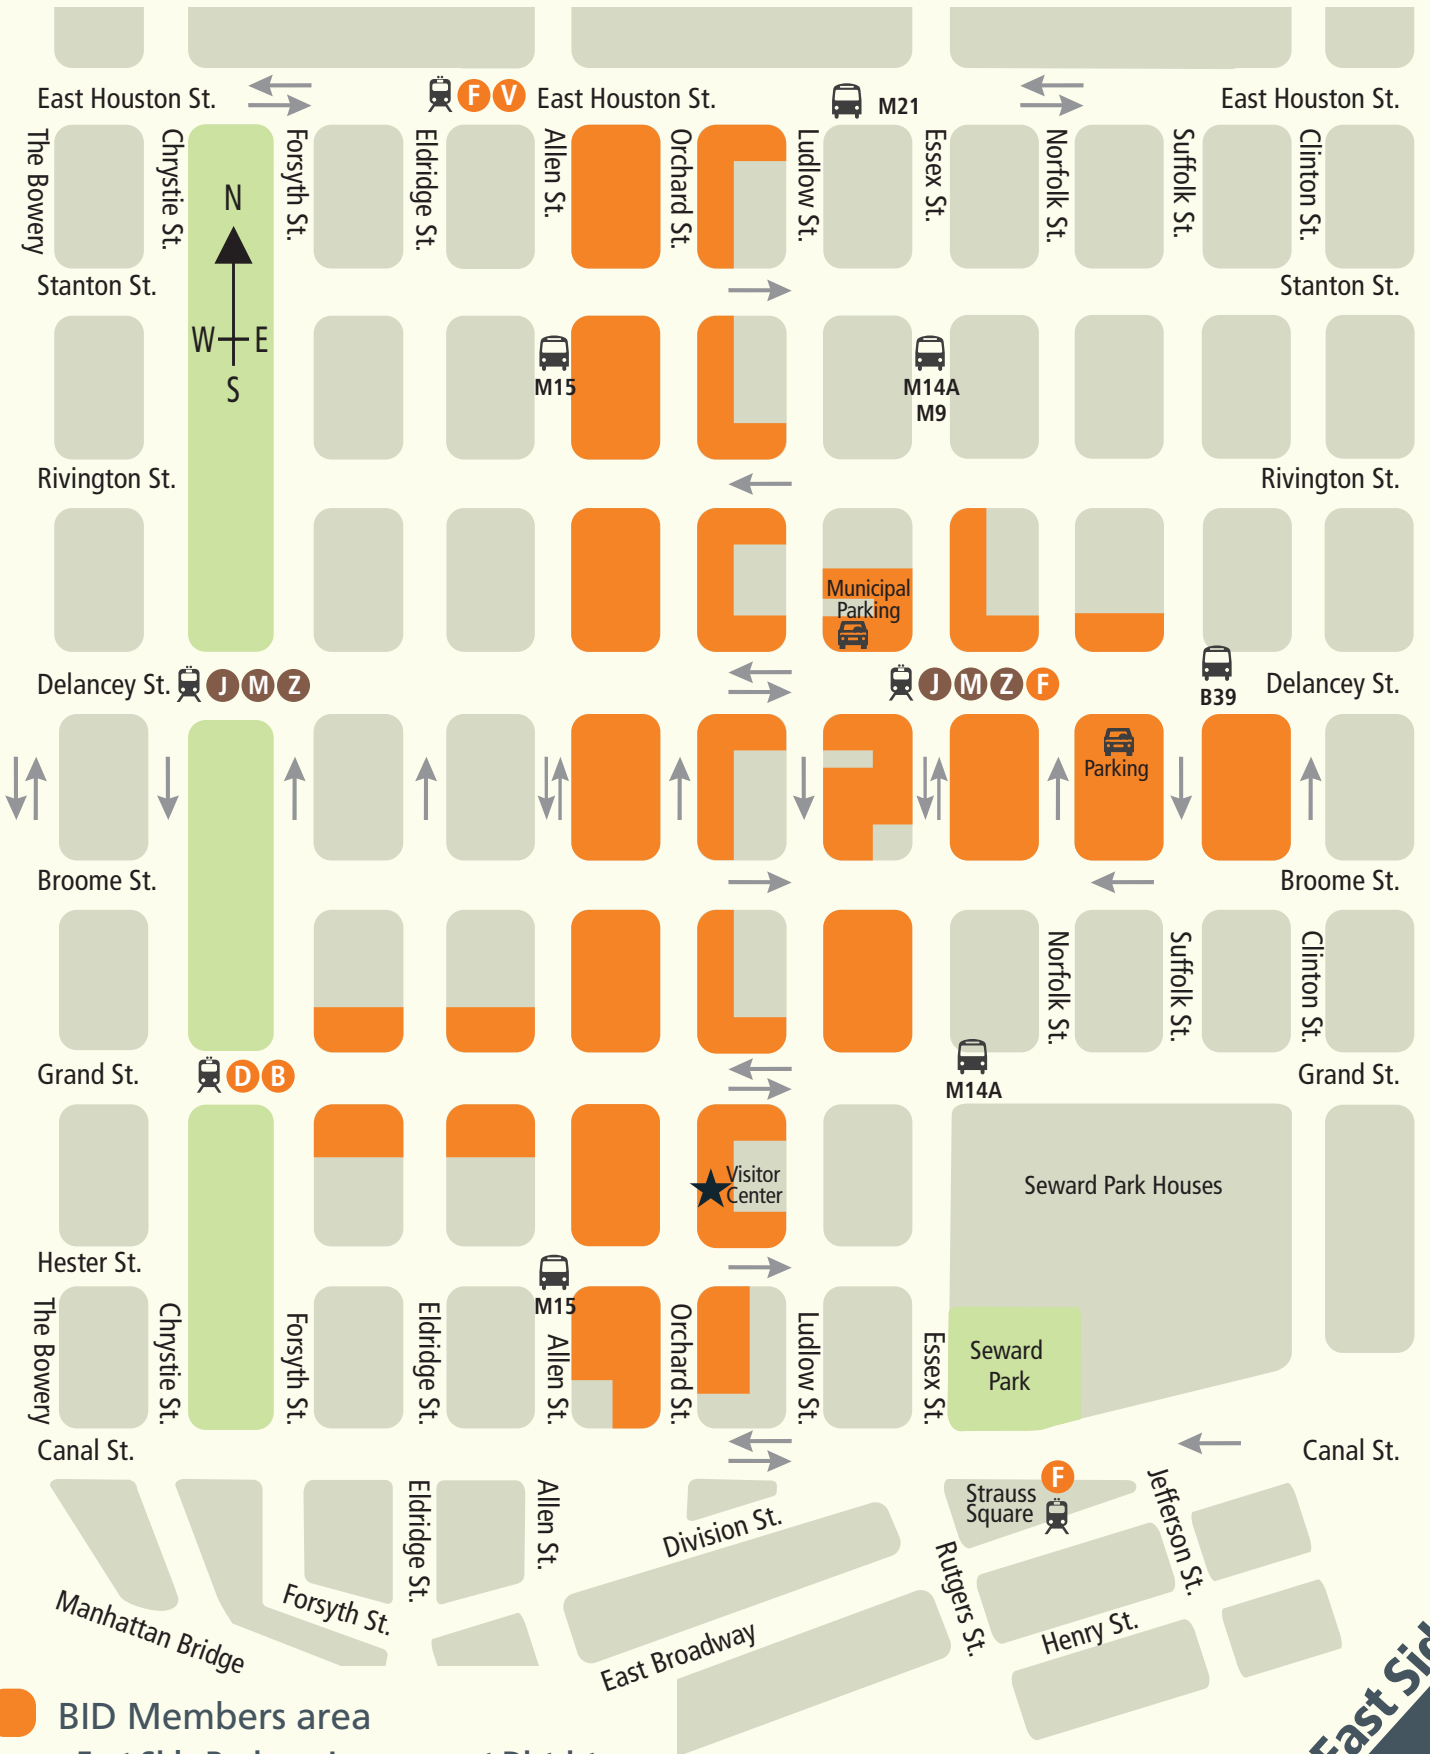 East Houston St.
F V
East Houston St.
M21
East Houston St.
The Bowery
Chrystie St.
Forsyth St.
Eldridge St.
Allen St.
Orchard St.
Ludlow St.
Essex St.
Norfolk St.
Suffolk St.
Clinton St.
N
W E
S
Stanton St.
Stanton St.
M15
M14A
M9
Rivington St.
Rivington St.
Municipal
Parking
Delancey St.
J M Z
J M Z F
B39
Delancey St.
Parking
Broome St.
Broome St.
Norfolk St.
Suffolk St.
Clinton St.
Grand St.
D B
M14A
Grand St.
Visitor
Center
Seward Park Houses
Hester St.
M15
The Bowery
Chrystie St.
Forsyth St.
Eldridge St.
Allen St.
Orchard St.
Ludlow St.
Essex St.
Seward
Park
Canal St.
Canal St.
F
Strauss
Square
Eldridge St.
Allen St.
Division St.
Rutgers St.
Jefferson St.
Manhattan Bridge
Forsyth St.
East Broadway
Henry St.
BID Members area